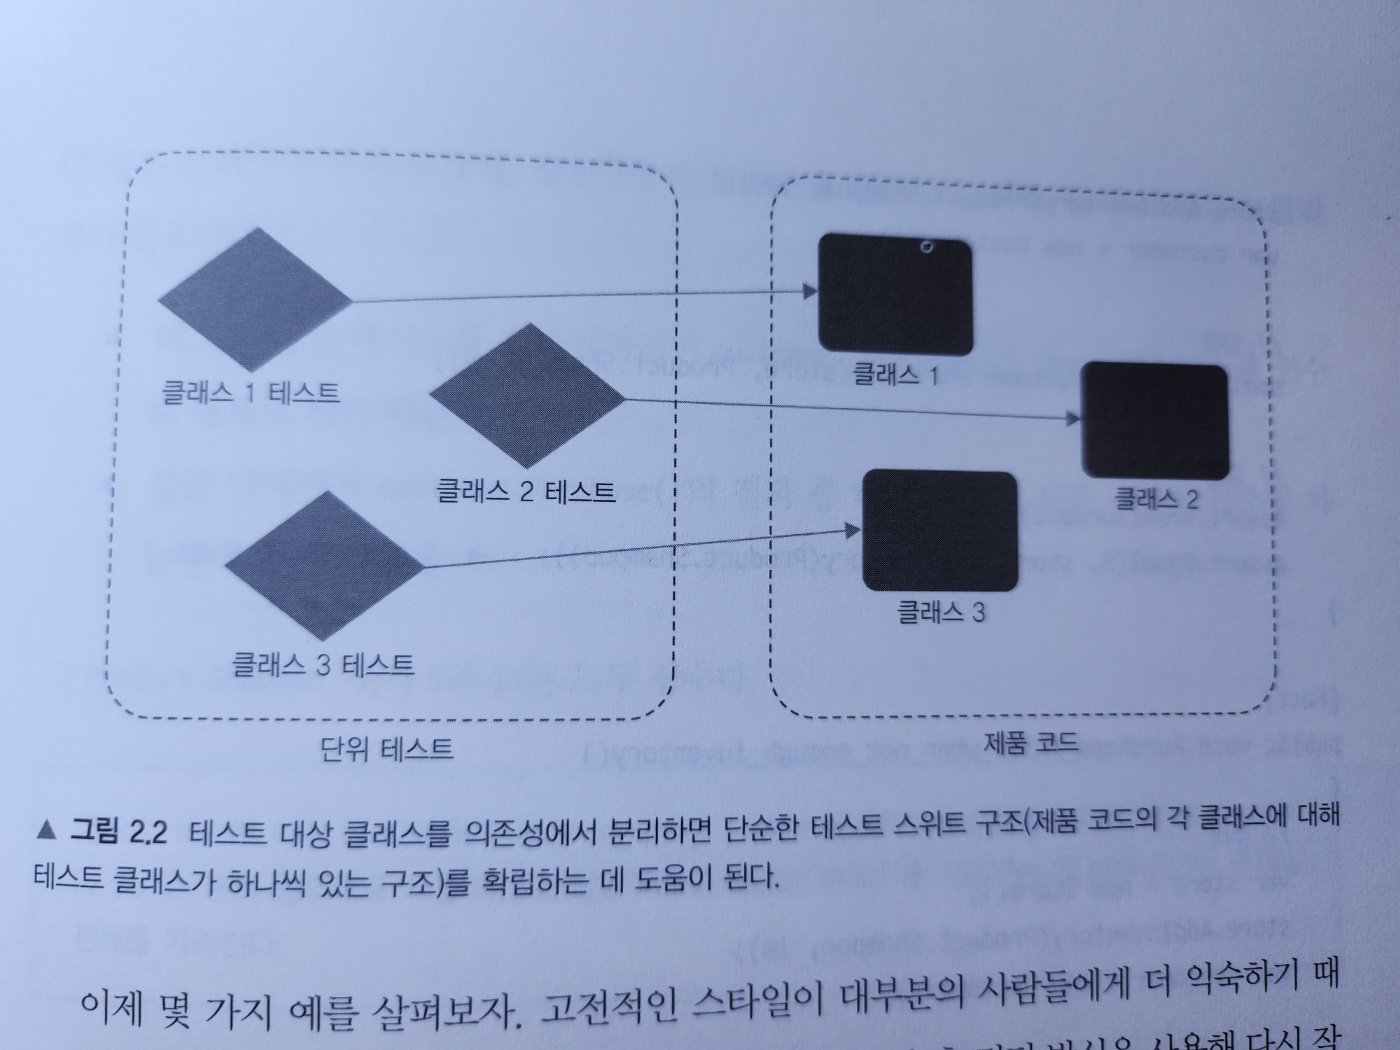 클래스 1 테스트
클래스 1
클래스 2 테스트
클래스 2
클래스 3 테스트
클래스 3
단위 테스트
제품 코드
▲ 그림 2.2 테스트 대상 클래스를 의존성에서 분리하면 단순한 테스트 스위트 구조(제품 코드의 각 클래스에 대해
테스트 클래스가 하나씩 있는 구조)를 확립하는 데 도움이 된다.
이제 몇 가지 예를 살펴보자. 고전적인 스타일이 대부분의 사람들에게 더 익숙하기 때
사용해 다시 작